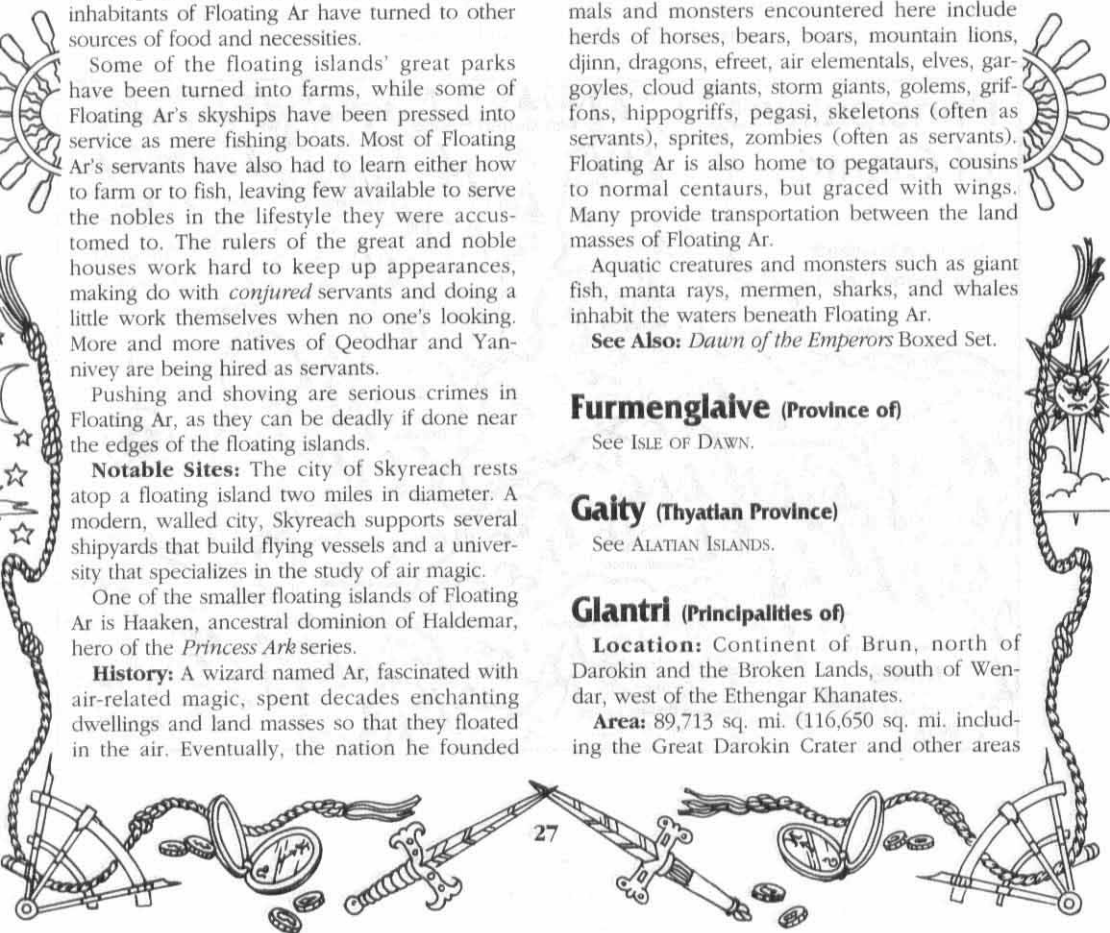 inhabitants of Floating Ar have turned to other
sources of food and necessities.
Some of the floating islands' great parks
have been turned into farms, while some of
Floating Ar's skyships have been pressed into
service as mere fishing boats. Most of Floating
Ar's servants have also had to learn either how
to farm or to fish, leaving few available to serve
the nobles in the lifestyle they were accus-
tomed to. The rulers of the great and noble
houses work hard to keep up appearances,
making do with conjured servants and doing a
little work themselves when no one's looking.
More and more natives of Qeodhar and Yan-
nivey are being hired as servants.
Pushing and shoving are serious crimes in
Floating Ar, as they can be deadly if done near
the edges of the floating islands.
Notable Sites: The city of Skyreach rests
atop a floating island two miles in diameter. A
modern, walled city, Skyreach supports several
shipyards that build flying vessels and a univer-
sity that specializes in the study of air magic.
One of the smaller floating islands of Floating
Ar is Haaken, ancestral dominion of Haldemar,
hero of the Princess Ark series.
History: A wizard named Ar, fascinated with
air-related magic, spent decades enchanting
dwellings and land masses so that they floated
in the air. Eventually, the nation he founded
mals and monsters encountered here include
herds of horses, bears, boars, mountain lions,
djinn, dragons, efreet, air elementals, elves, gar-
goyles, cloud giants, storm giants, golems, grif-
fons, hippogriffs, pegasi, skeletons (often as
servants), sprites, zombies (often as servants).
Floating Ar is also home to pegataurs, cousins
to normal centaurs, but graced with wings.
Many provide transportation between the land
masses of Floating Ar.
Aquatic creatures and monsters such as giant
fish, manta rays, mermen, sharks, and whales
inhabit the waters beneath Floating Ar.
See Also: Dawn of the Emperors Boxed Set.
Furmenglaive (Province of)
See ISLE OF DAWN.
Gaity (Thyatian Province)
See ALATIAN ISLANDS.
Glantri (Principalities of)
Location: Continent of Brun, north of
Darokin and the Broken Lands, south of Wen-
dar, west of the Ethengar Khanates.
Area: 89,713 sq. mi. (116,650 sq. mi. includ-
ing the Great Darokin Crater and other areas
27